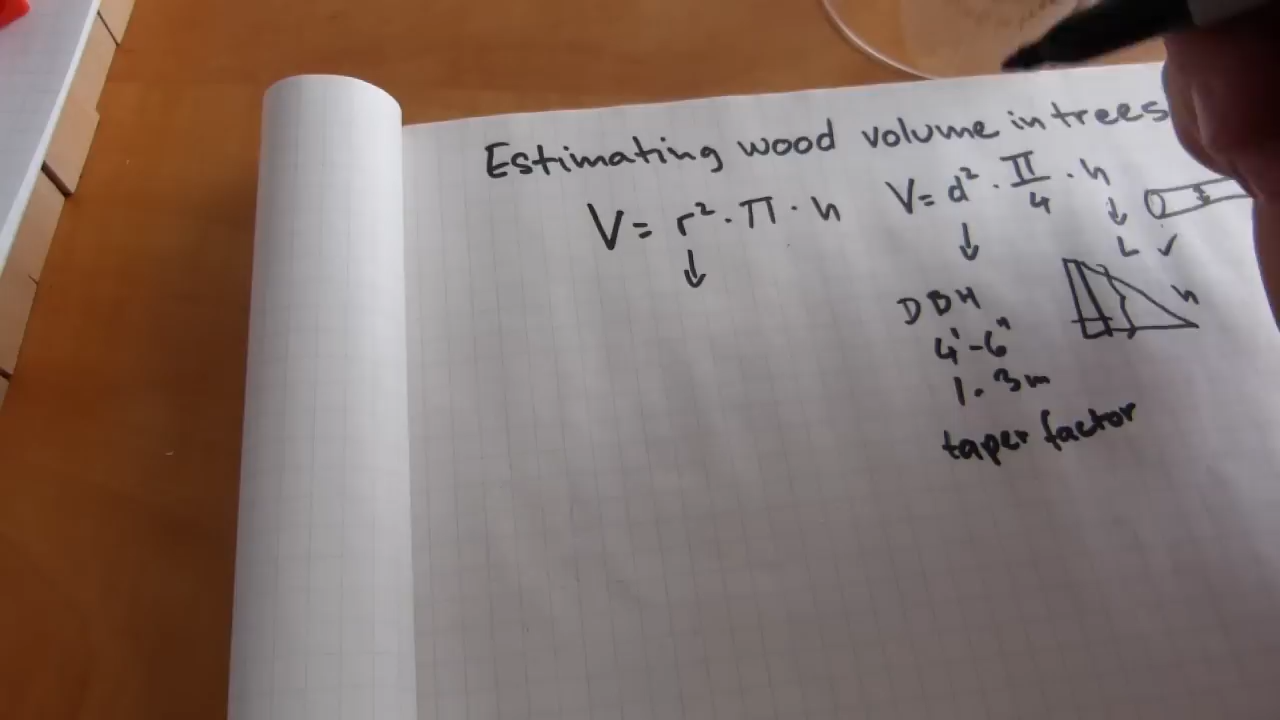 Estimating wood volume in trees
V = r² · π · h
V = d² · π/4 · h
↓ ↓ ↓
L ✓
DBH
h
4'-6"
1.3m
taper factor